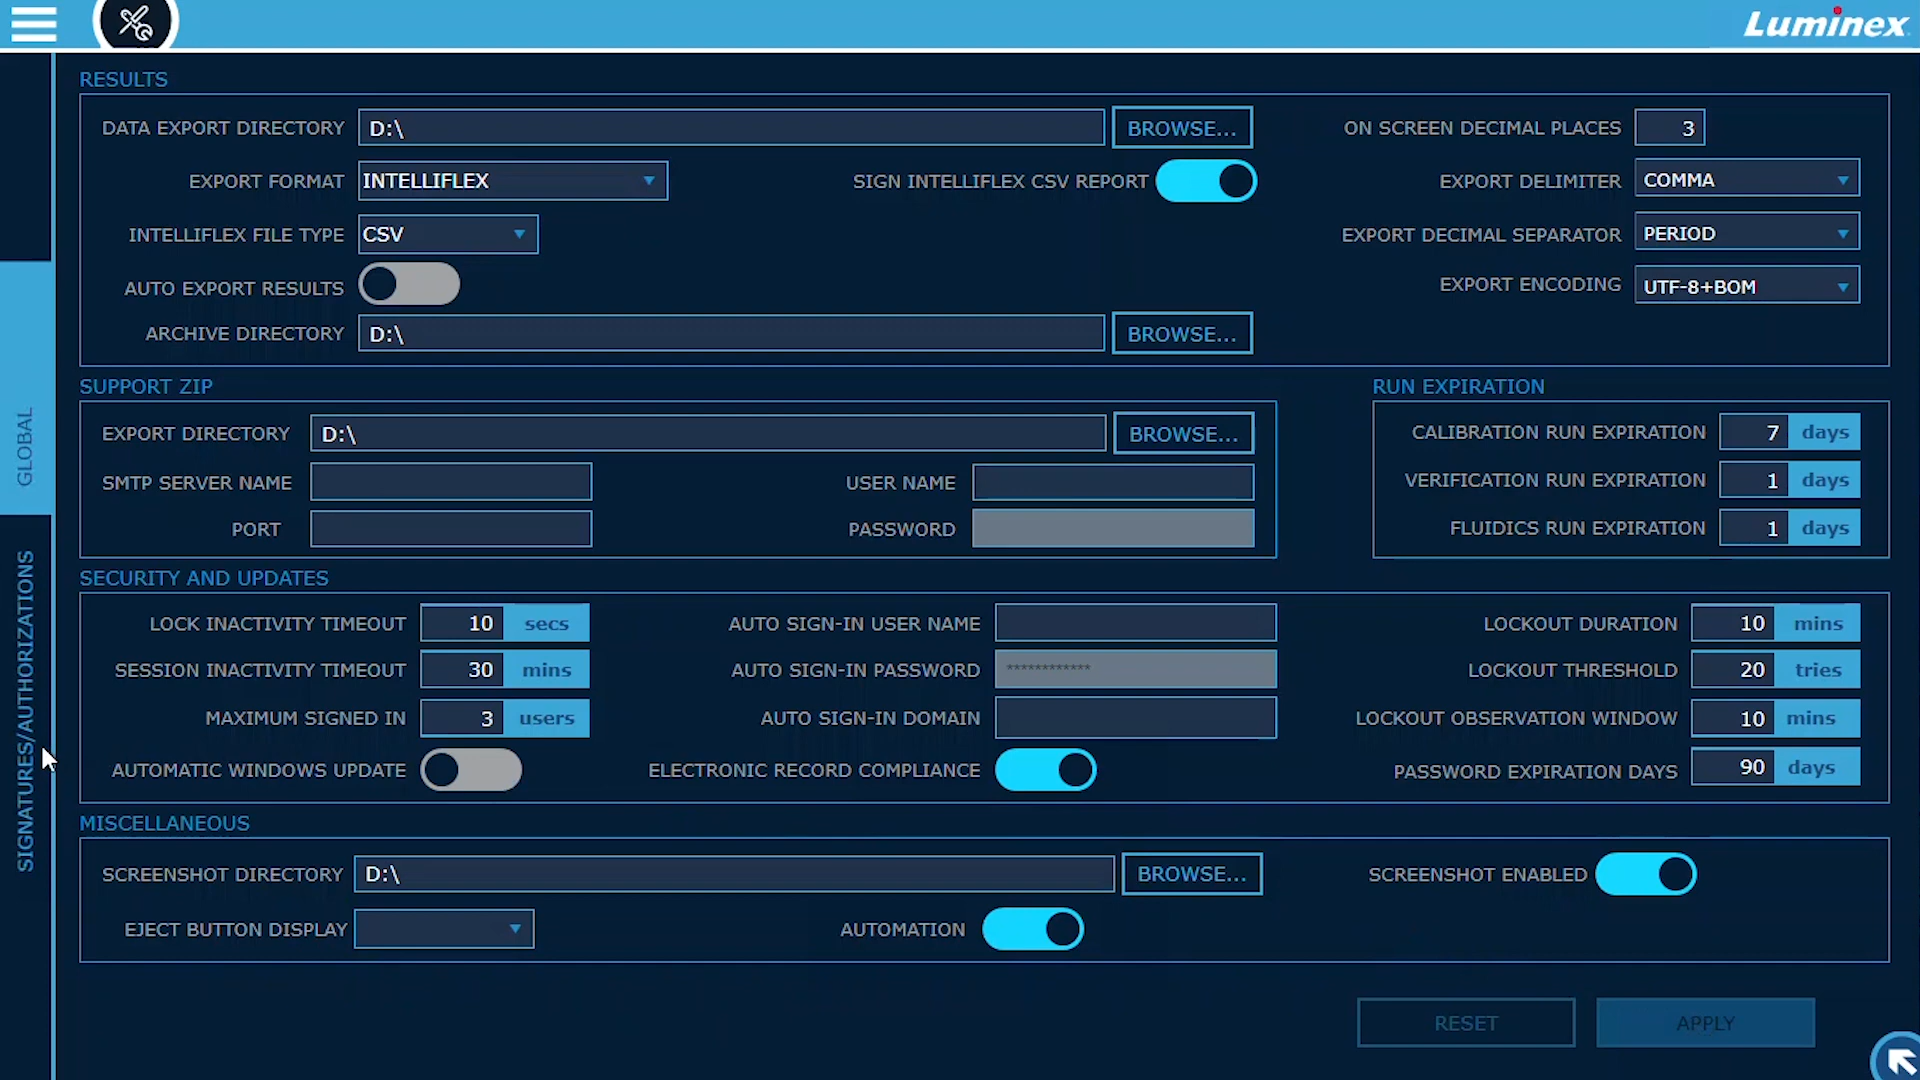 Luminex
RESULTS
DATA EXPORT DIRECTORY D:\ BROWSE... ON SCREEN DECIMAL PLACES 3
EXPORT FORMAT INTELLIFLEX SIGN INTELLIFLEX CSV REPORT EXPORT DELIMITER COMMA
INTELLIFLEX FILE TYPE CSV EXPORT DECIMAL SEPARATOR PERIOD
AUTO EXPORT RESULTS EXPORT ENCODING UTF-8+BOM
ARCHIVE DIRECTORY D:\ BROWSE...
SUPPORT ZIP
EXPORT DIRECTORY D:\ BROWSE...
SMTP SERVER NAME USER NAME
PORT PASSWORD
RUN EXPIRATION
CALIBRATION RUN EXPIRATION 7 days
VERIFICATION RUN EXPIRATION 1 days
FLUIDICS RUN EXPIRATION 1 days
GLOBAL
SIGNATURES/AUTHORIZATIONS
SECURITY AND UPDATES
LOCK INACTIVITY TIMEOUT 10 secs AUTO SIGN-IN USER NAME LOCKOUT DURATION 10 mins
SESSION INACTIVITY TIMEOUT 30 mins AUTO SIGN-IN PASSWORD ************ LOCKOUT THRESHOLD 20 tries
MAXIMUM SIGNED IN 3 users AUTO SIGN-IN DOMAIN LOCKOUT OBSERVATION WINDOW 10 mins
AUTOMATIC WINDOWS UPDATE ELECTRONIC RECORD COMPLIANCE PASSWORD EXPIRATION DAYS 90 days
MISCELLANEOUS
SCREENSHOT DIRECTORY D:\ BROWSE... SCREENSHOT ENABLED
EJECT BUTTON DISPLAY AUTOMATION
RESET APPLY